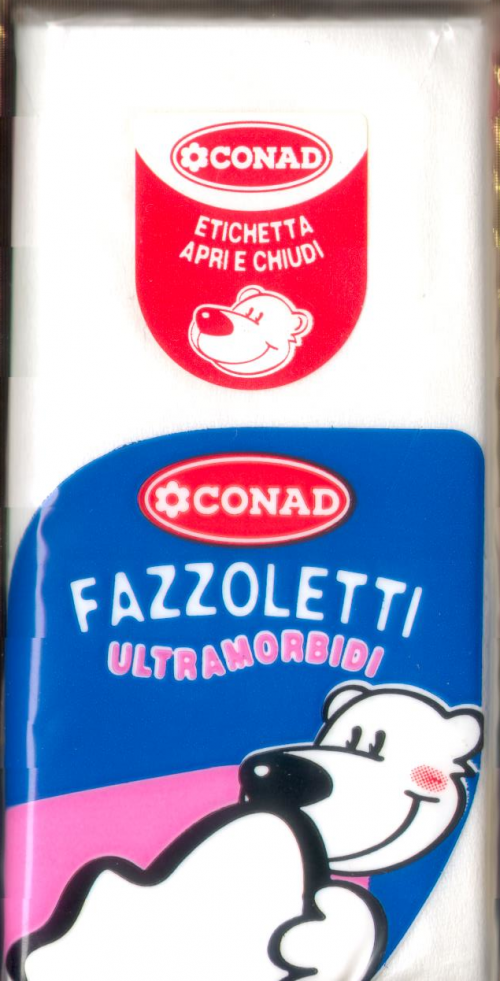 CONAD
ETICHETTA
APRI E CHIUDI
CONAD
FAZZOLETTI
ULTRAMORBIDI